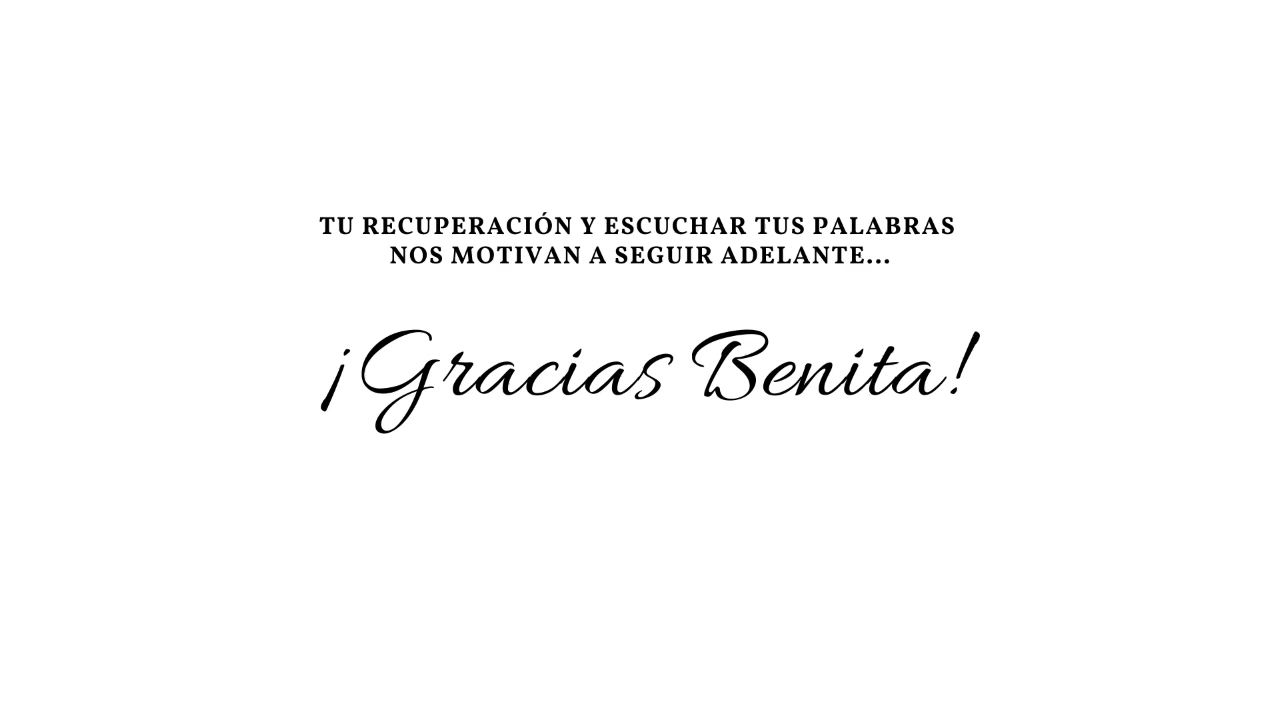 TU RECUPERACIÓN Y ESCUCHAR TUS PALABRAS
NOS MOTIVAN A SEGUIR ADELANTE...
¡Gracias Benita!